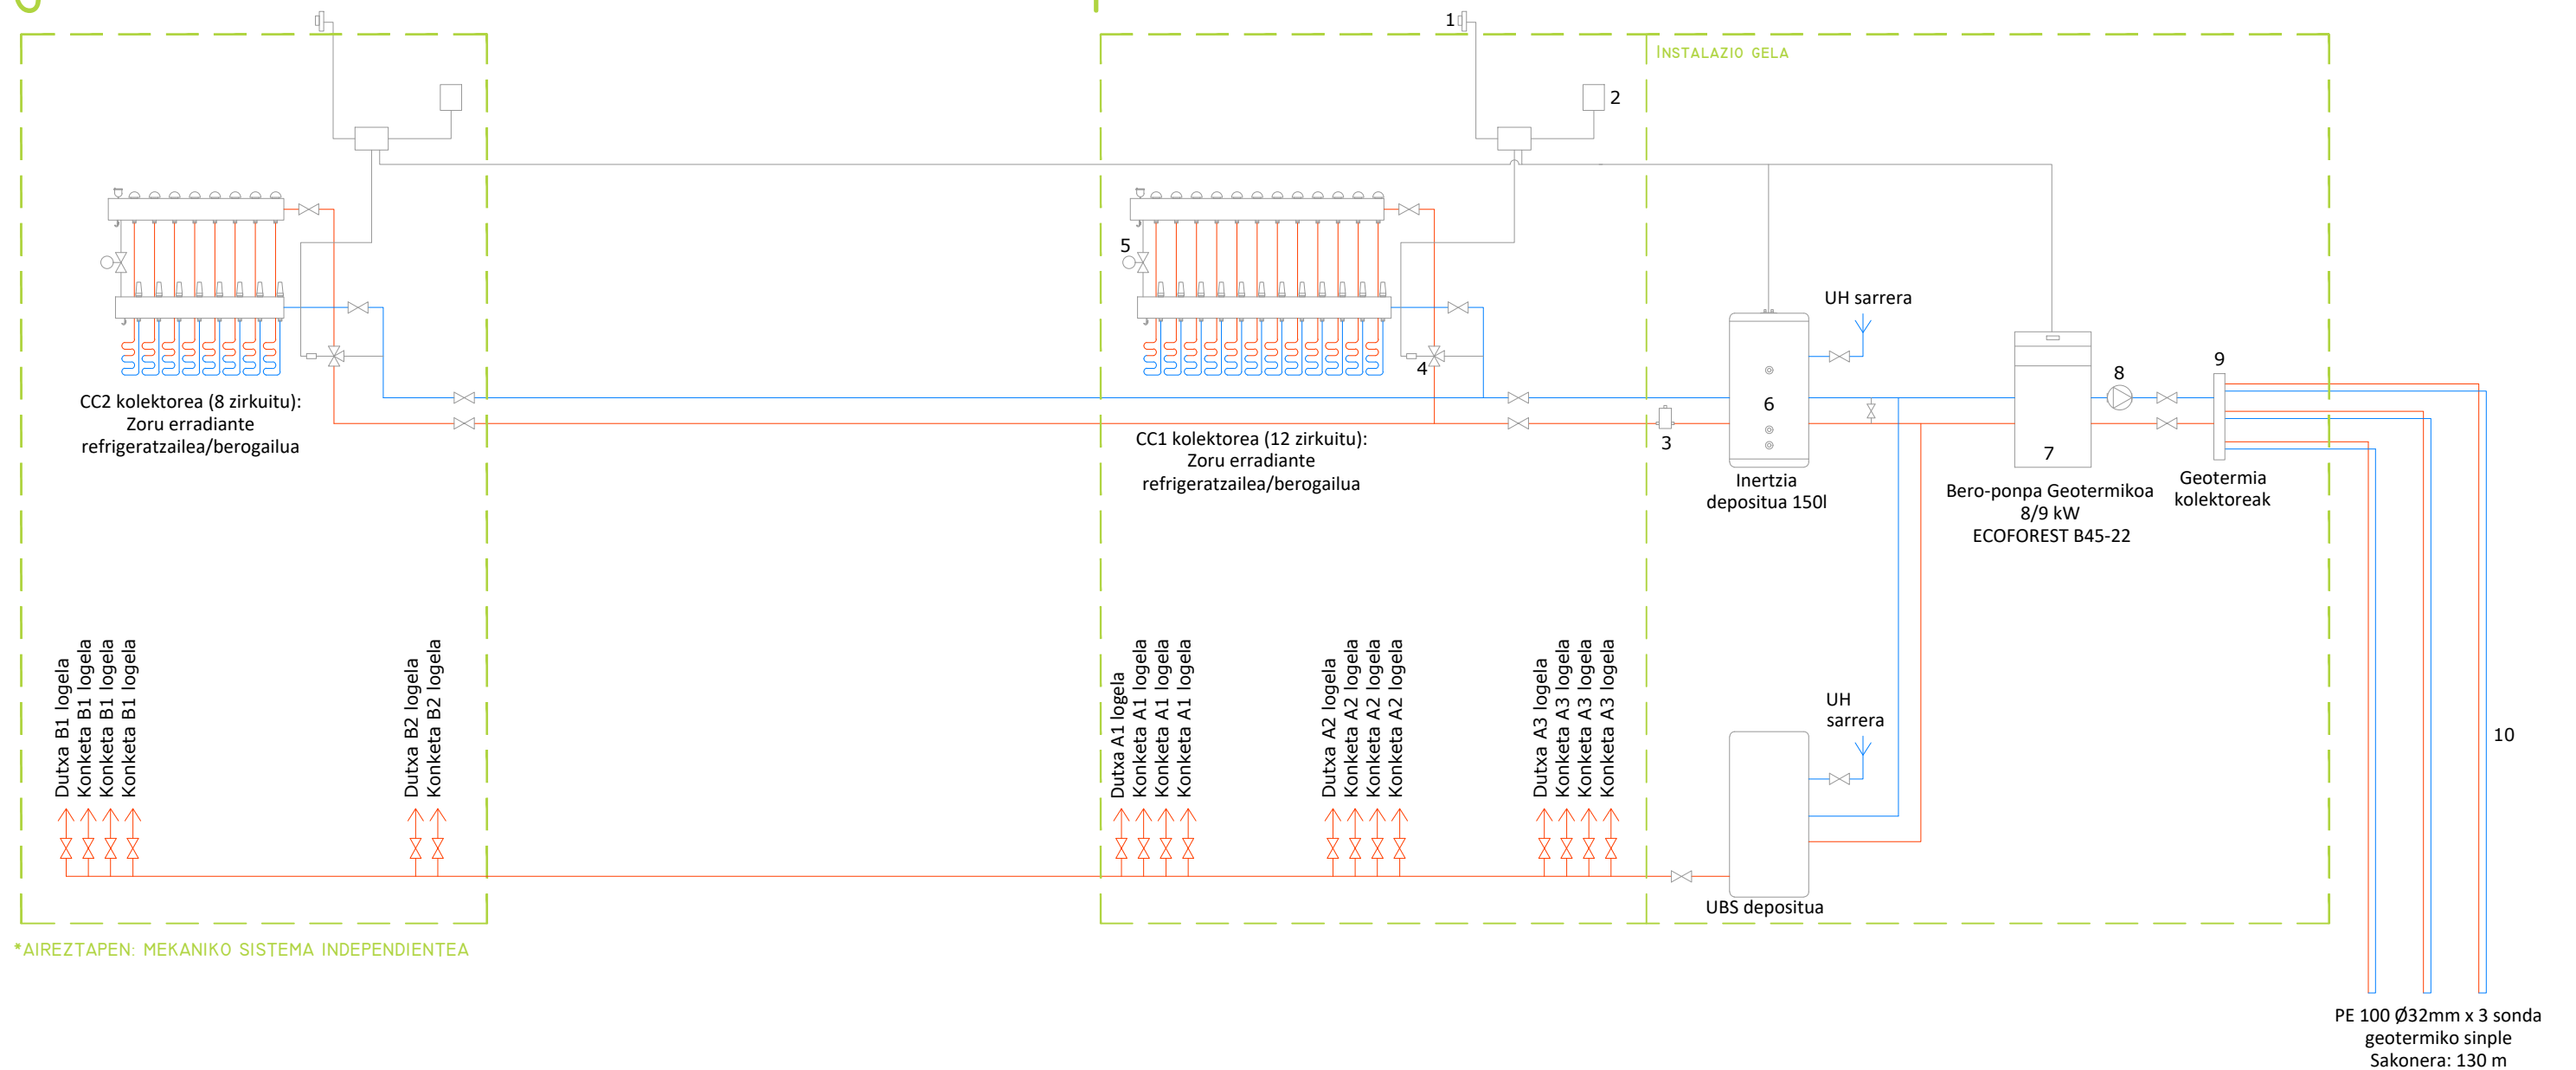 1
INSTALAZIO GELA
2
5
UH sarrera
4
6
3
7
8
9
CC2 kolektorea (8 zirkuitu):
Zoru erradiante
refrigeratzailea/berogailua
CC1 kolektorea (12 zirkuitu):
Zoru erradiante
refrigeratzailea/berogailua
Inertzia
depositua 150l
Bero-ponpa Geotermikoa
8/9 kW
ECOFOREST B45-22
Geotermia
kolektoreak
Dutxa B1 logela
Konketa B1 logela
Konketa B1 logela
Konketa B1 logela
Dutxa B2 logela
Konketa B2 logela
Dutxa A1 logela
Konketa A1 logela
Konketa A1 logela
Konketa A1 logela
Dutxa A2 logela
Konketa A2 logela
Konketa A2 logela
Konketa A2 logela
Dutxa A3 logela
Konketa A3 logela
Konketa A3 logela
Konketa A3 logela
UH
sarrera
10
UBS depositua
*AIREZTAPEN: MEKANIKO SISTEMA INDEPENDIENTEA
PE 100 Ø32mm x 3 sonda
geotermiko sinple
Sakonera: 130 m